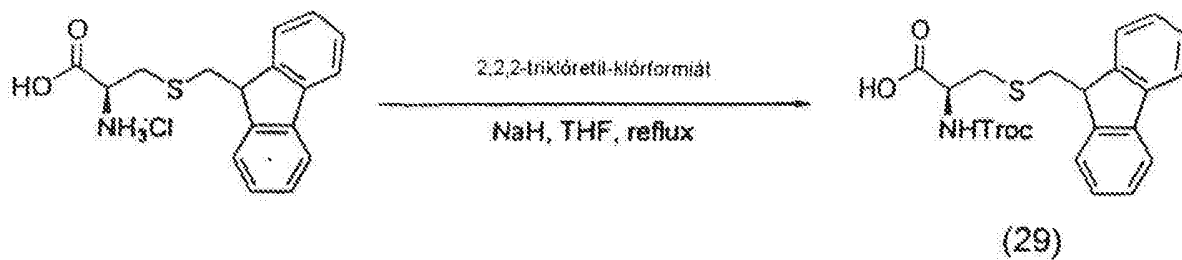 O
HO
S
NH3Cl
2,2,2-triklóretil-klórformiát
NaH, THF, reflux
O
HO
S
NHTroc
(29)